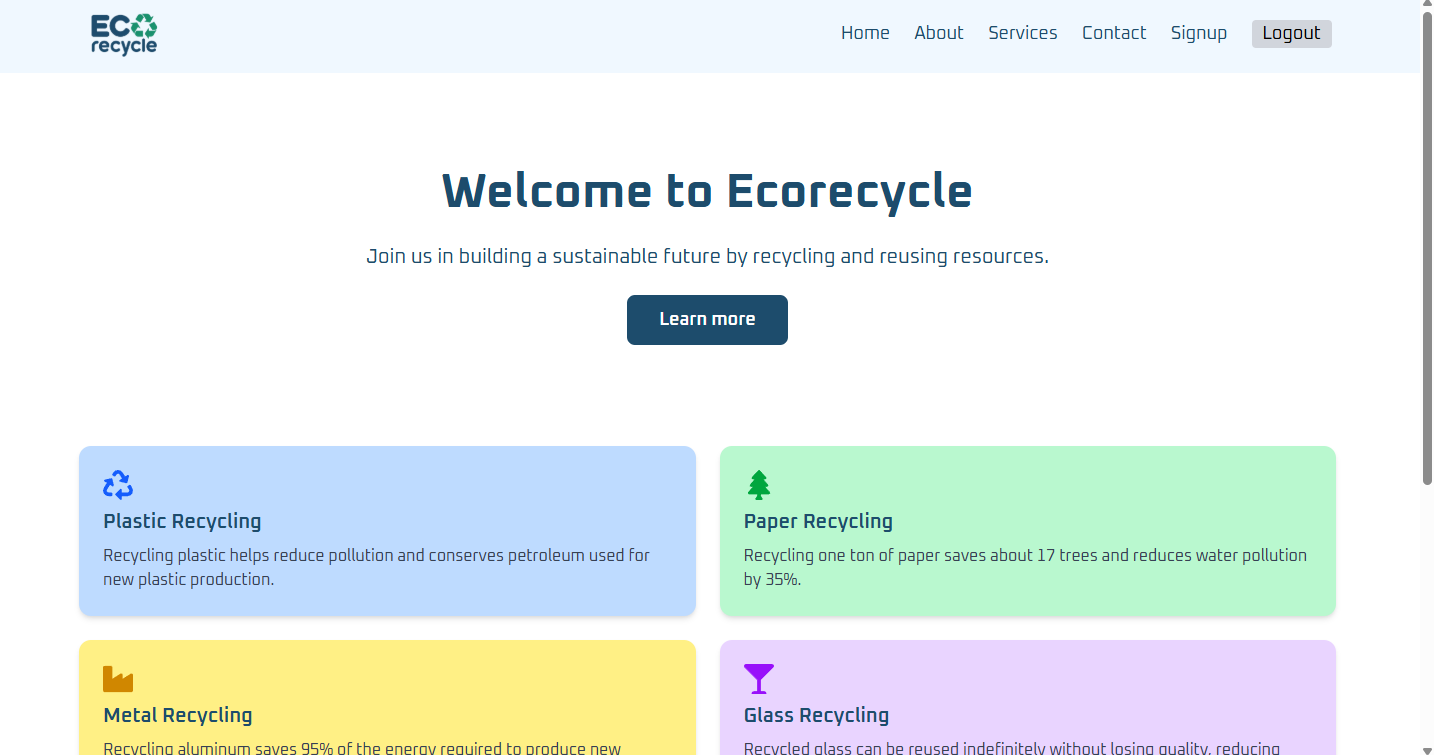 ECO
recycle
Home About Services Contact Signup Logout
Welcome to Ecorecycle
Join us in building a sustainable future by recycling and reusing resources.
Learn more
Plastic Recycling
Recycling plastic helps reduce pollution and conserves petroleum used for
new plastic production.
Paper Recycling
Recycling one ton of paper saves about 17 trees and reduces water pollution
by 35%.
Metal Recycling
Recycling aluminum saves 95% of the energy required to produce new
Glass Recycling
Recycled glass can be reused indefinitely without losing quality, reducing